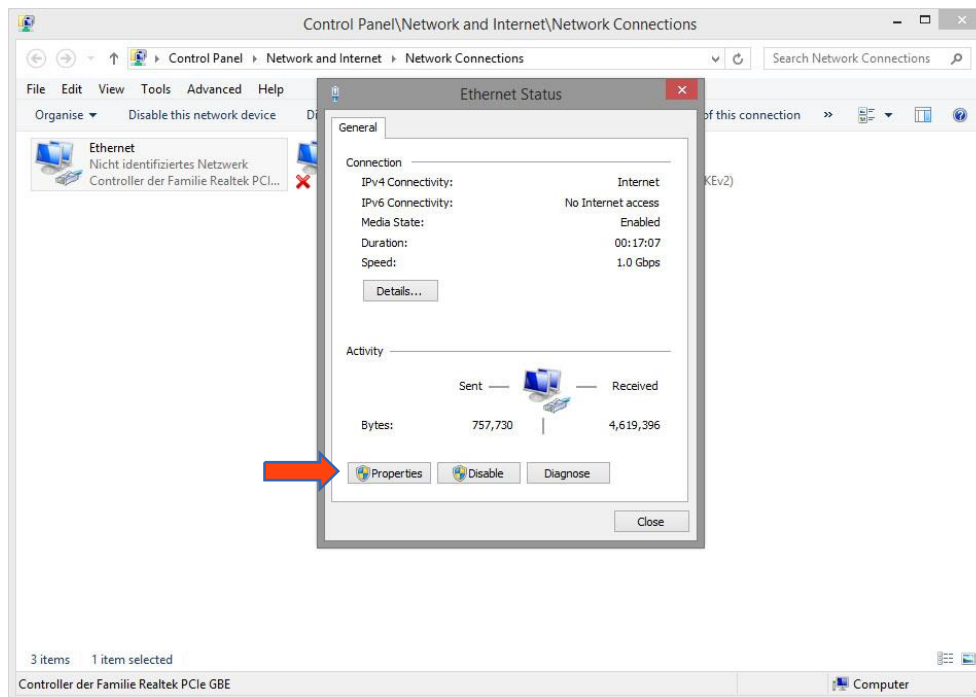 Control Panel\Network and Internet\Network Connections
Control Panel Network and Internet Network Connections
Search Network Connections
File Edit View Tools Advanced Help
Organise Disable this network device Di of this connection »
Ethernet
Nicht identifiziertes Netzwerk
Controller der Familie Realtek PCI...
KEv2)
Ethernet Status
General
Connection
IPv4 Connectivity: Internet
IPv6 Connectivity: No Internet access
Media State: Enabled
Duration: 00:17:07
Speed: 1.0 Gbps
Details...
Activity
Sent Received
Bytes: 757,730 4,619,396
Properties Disable Diagnose
Close
3 items 1 item selected
Controller der Familie Realtek PCIe GBE Computer